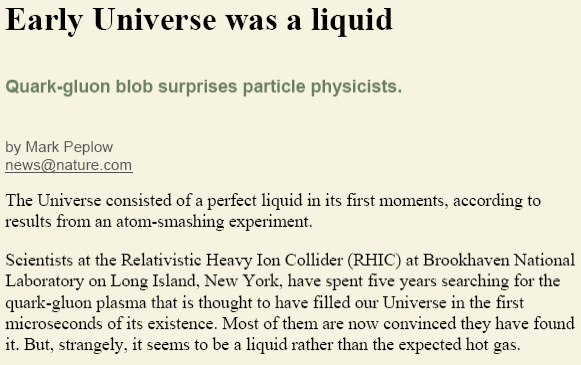 Early Universe was a liquid
Quark-gluon blob surprises particle physicists.
by Mark Peplow
news@nature.com
The Universe consisted of a perfect liquid in its first moments, according to
results from an atom-smashing experiment.
Scientists at the Relativistic Heavy Ion Collider (RHIC) at Brookhaven National
Laboratory on Long Island, New York, have spent five years searching for the
quark-gluon plasma that is thought to have filled our Universe in the first
microseconds of its existence. Most of them are now convinced they have found
it. But, strangely, it seems to be a liquid rather than the expected hot gas.